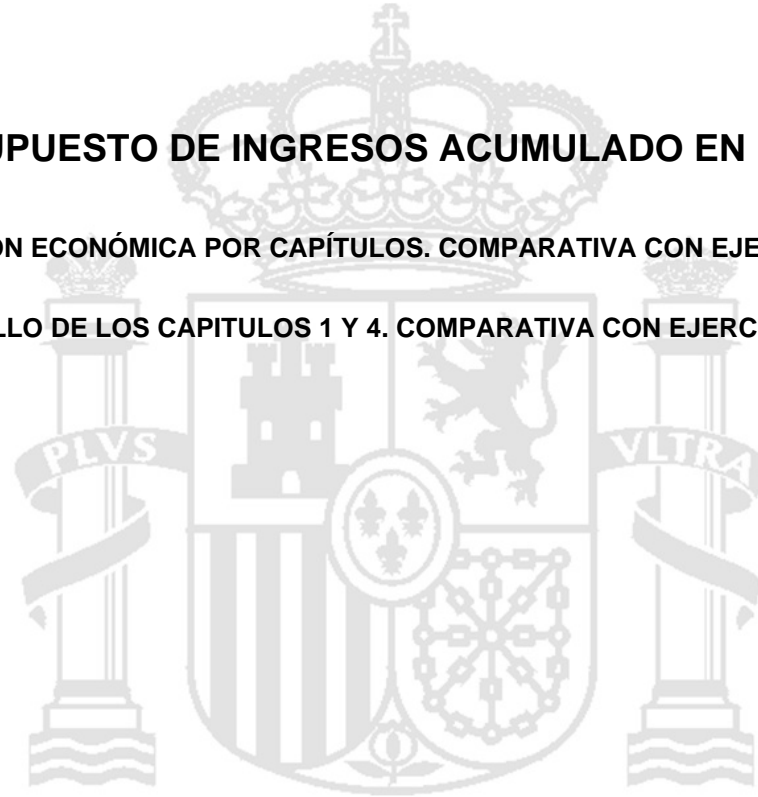 UPUESTO DE INGRESOS ACUMULADO EN
ÓN ECONÓMICA POR CAPÍTULOS. COMPARATIVA CON EJE
LLO DE LOS CAPITULOS 1 Y 4. COMPARATIVA CON EJERC
PLVS VLTRA